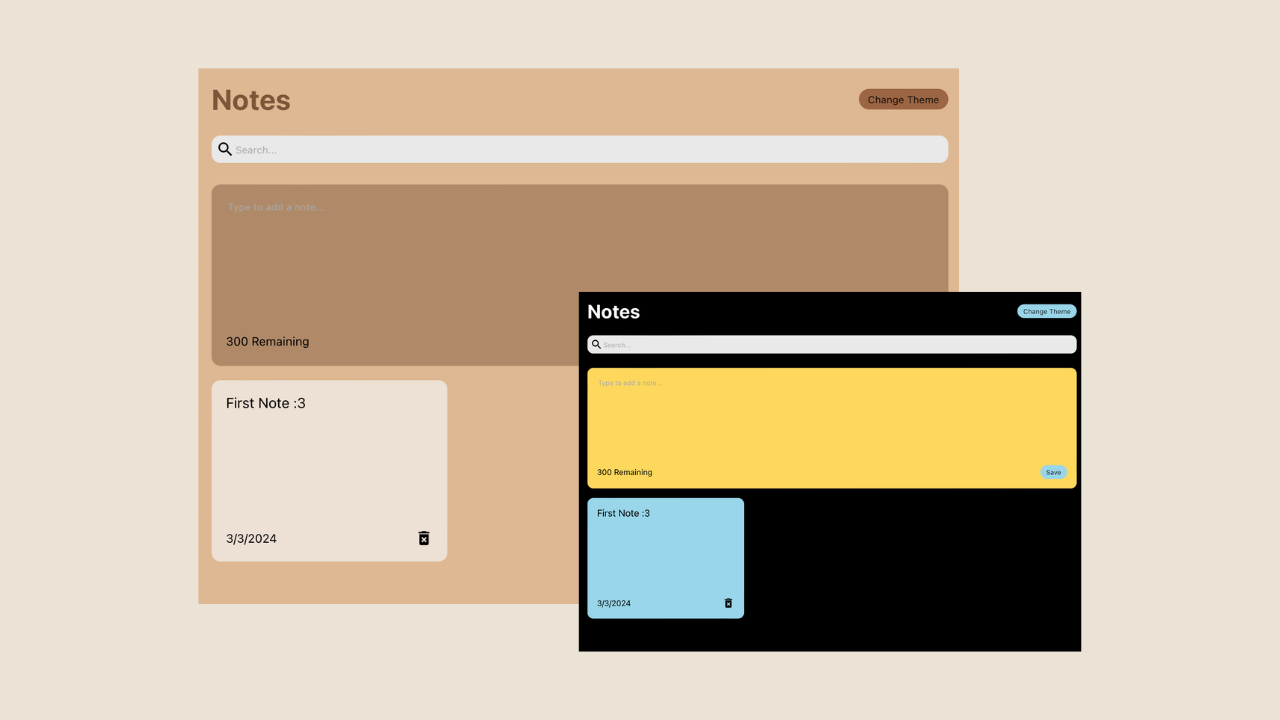 Notes
Change Theme
Search...
Type to add a note...
300 Remaining
First Note :3
3/3/2024
Notes
Change Theme
Search...
Type to add a note...
300 Remaining
Save
First Note :3
3/3/2024